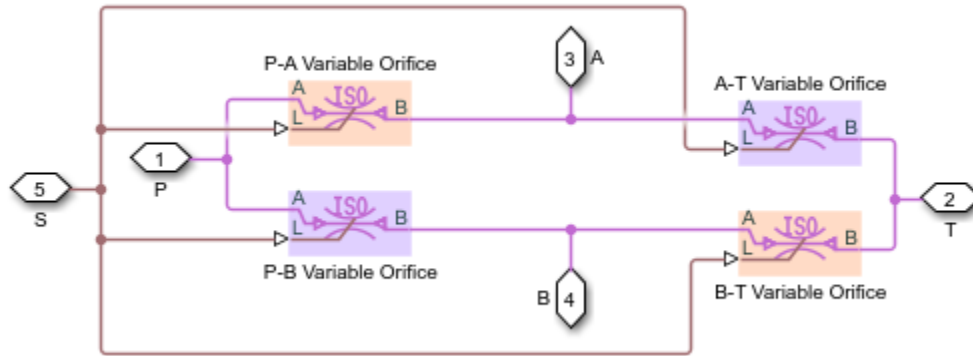 P-A Variable Orifice
A
ISO
B
L
3
A
A-T Variable Orifice
A
ISO
B
L
1
P
5
S
A
ISO
B
L
P-B Variable Orifice
B
4
A
ISO
B
L
B-T Variable Orifice
2
T